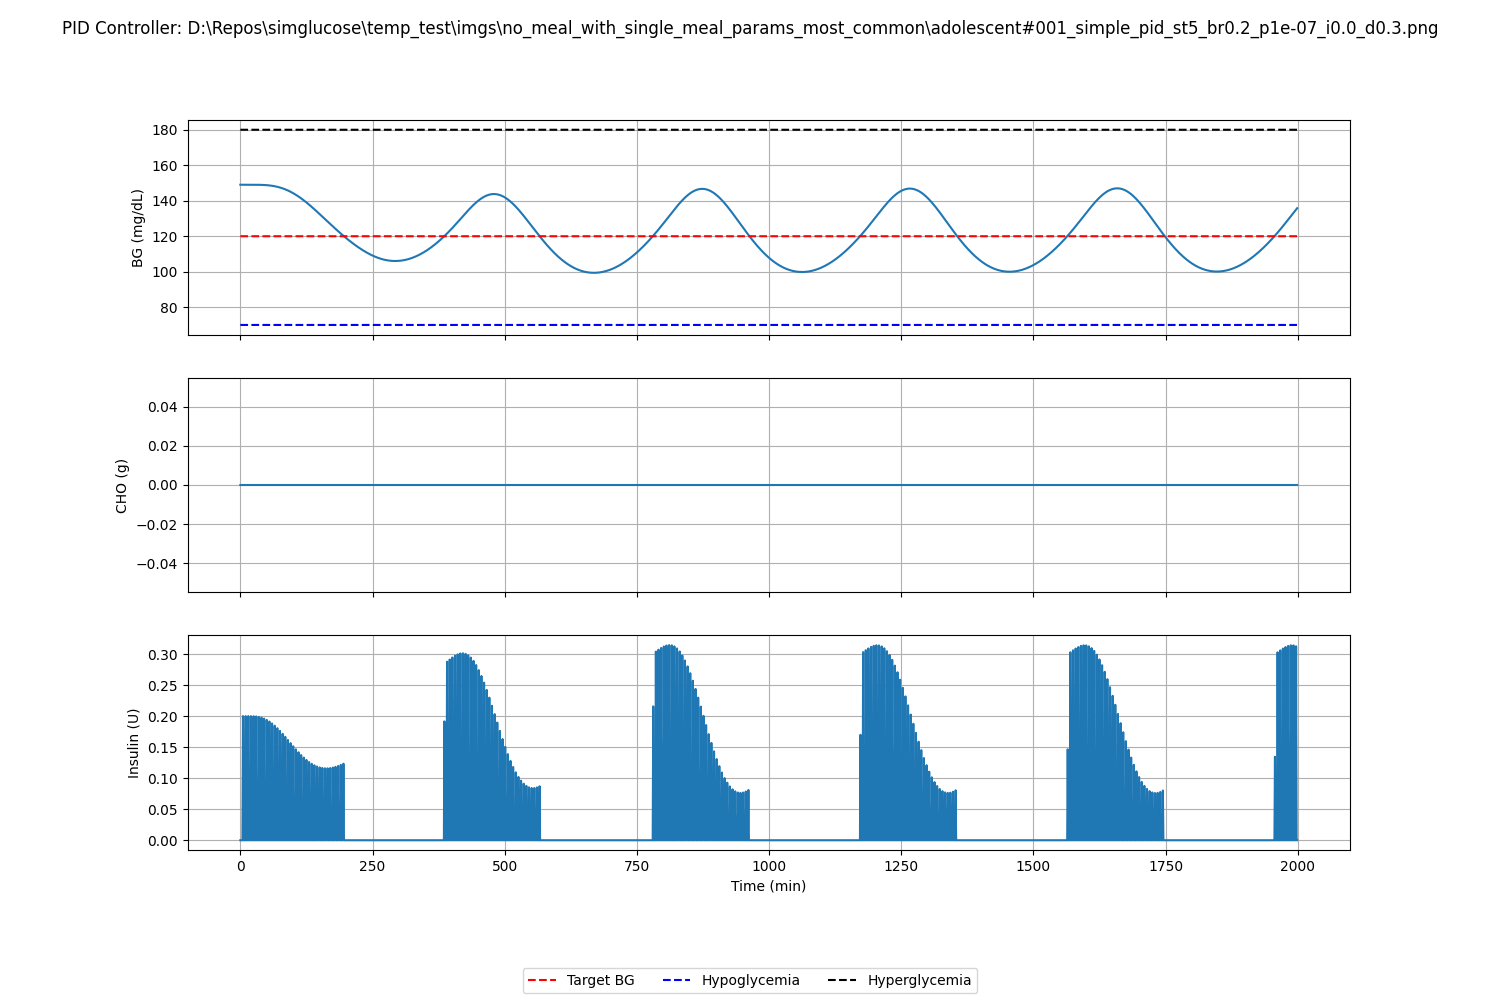 PID Controller: D:\Repos\simglucose\temp_test\imgs\no_meal_with_single_meal_params_most_common\adolescent#001_simple_pid_st5_br0.2_p1e-07_i0.0_d0.3.png
180
160
140
120
100
80
BG (mg/dL)
0.04
0.02
0.00
−0.02
−0.04
CHO (g)
0.30
0.25
0.20
0.15
0.10
0.05
0.00
Insulin (U)
0 250 500 750 1000 1250 1500 1750 2000
Time (min)
Target BG Hypoglycemia Hyperglycemia